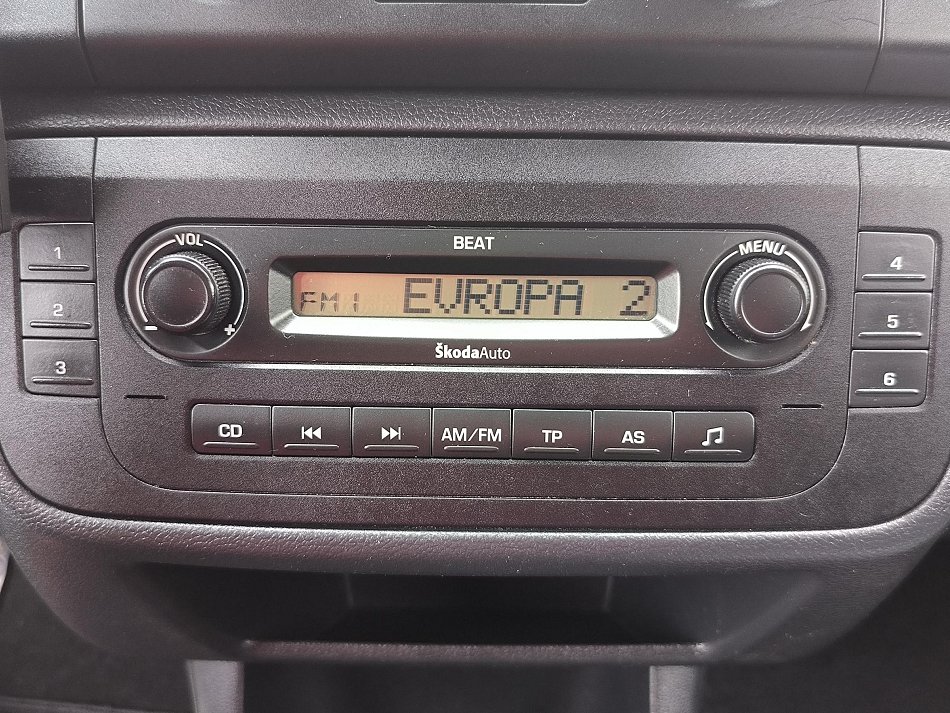 BEAT
VOL
MENU
- +
FM1 EVROPA 2
ŠkodaAuto
1
2
3
4
5
6
CD
AM/FM
TP
AS